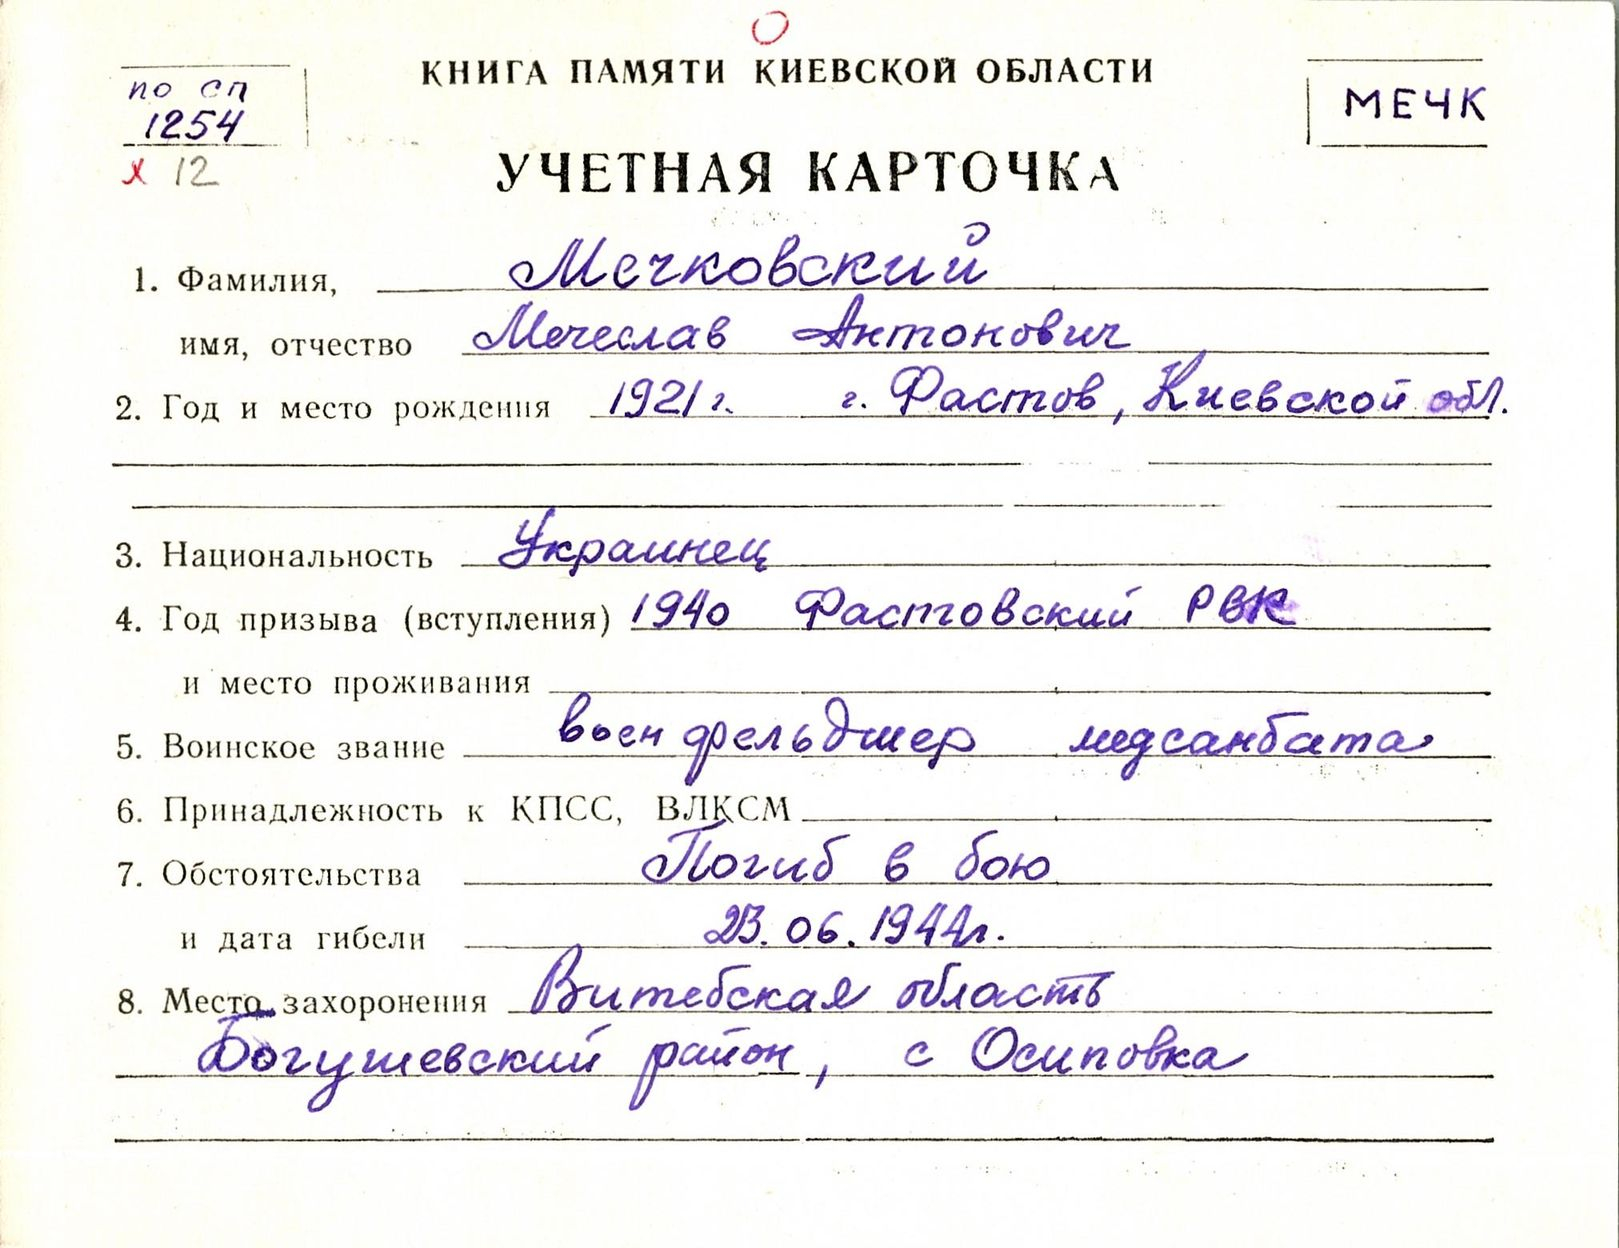 КНИГА ПАМЯТИ КИЕВСКОЙ ОБЛАСТИ
ПО СП
1254
х 12
МЕЧК
УЧЕТНАЯ КАРТОЧКА
1. Фамилия, Мечковский
имя, отчество Мечеслав Антонович
2. Год и место рождения 1921 г. г. Фастов, Киевской обл.
3. Национальность Украинец
4. Год призыва (вступления) 1940 Фастовский РВК
и место проживания
5. Воинское звание военфельдшер медсанбата
6. Принадлежность к КПСС, ВЛКСМ
7. Обстоятельства Погиб в бою
и дата гибели 23.06.1944г.
8. Место захоронения Витебская область
Богушевский район, с Осиповка